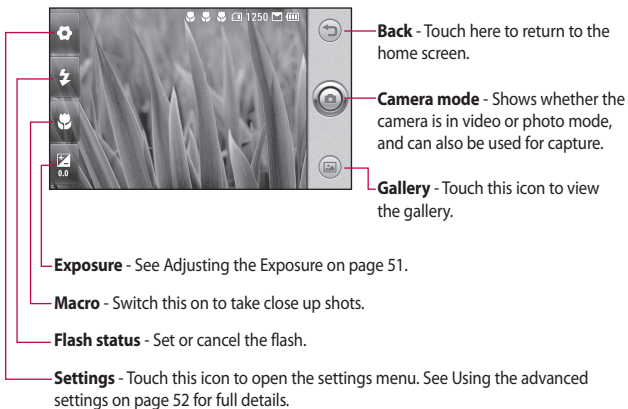 1250
0.0
Back - Touch here to return to the
home screen.
Camera mode - Shows whether the
camera is in video or photo mode,
and can also be used for capture.
Gallery - Touch this icon to view
the gallery.
Exposure - See Adjusting the Exposure on page 51.
Macro - Switch this on to take close up shots.
Flash status - Set or cancel the flash.
Settings - Touch this icon to open the settings menu. See Using the advanced
settings on page 52 for full details.